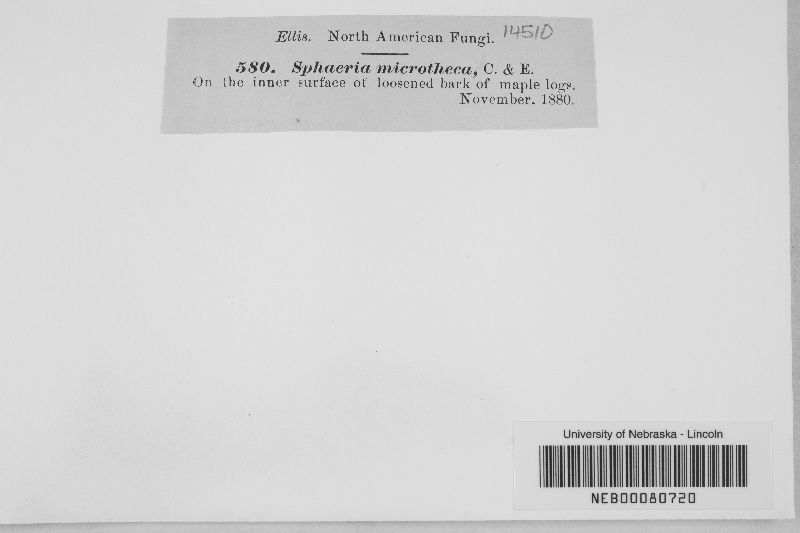 Ellis. North American Fungi. 14510
580. Sphaeria microtheca, C. & E.
On the inner surface of loosened bark of maple logs.
November. 1880.
University of Nebraska - Lincoln
NEB00080720